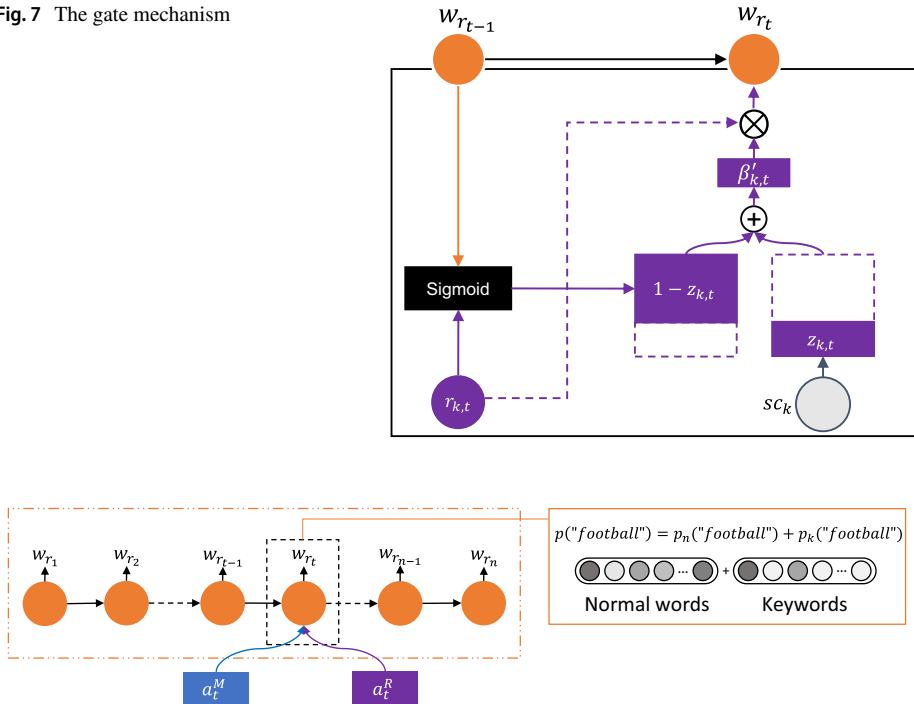 Fig. 7 The gate mechanism
w_{r_{t-1}} w_{r_t}
β'_{k,t}
Sigmoid
1 − z_{k,t}
z_{k,t}
r_{k,t}
sc_k
p("football") = p_n("football") + p_k("football")
w_{r_1} w_{r_2} w_{r_{t-1}} w_{r_t} w_{r_{n-1}} w_{r_n}
... + ...
Normal words Keywords
a_t^M a_t^R